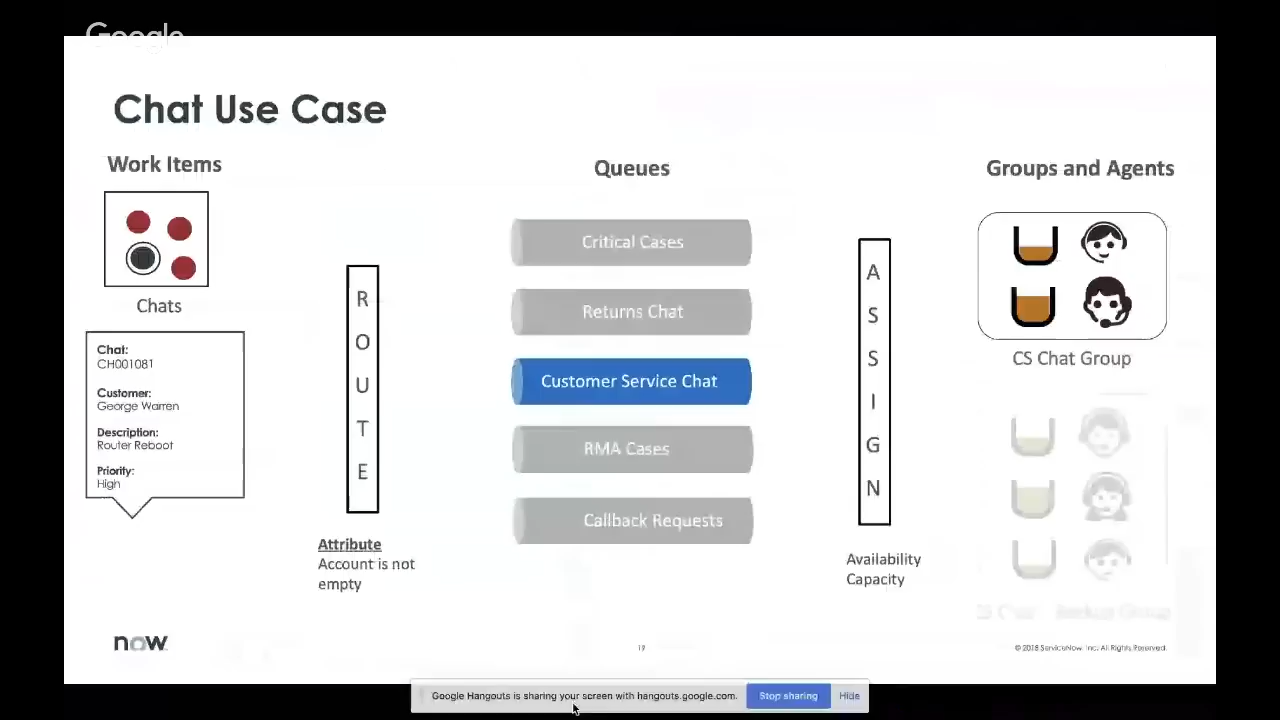 Google
Chat Use Case
Work Items
Queues
Groups and Agents
Chats
Chat:
CH001081
Customer:
George Warren
Description:
Router Reboot
Priority:
High
R
O
U
T
E
Attribute
Account is not
empty
Critical Cases
Returns Chat
Customer Service Chat
RMA Cases
Callback Requests
A
S
S
I
G
N
Availability
Capacity
CS Chat Group
Backup Group
now
19
© 2018 ServiceNow, Inc. All Rights Reserved.
Google Hangouts is sharing your screen with hangouts.google.com.
Stop sharing
Hide